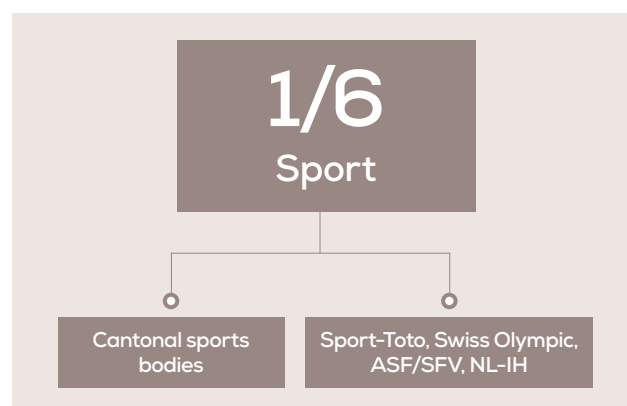 1/6
Sport
Cantonal sports
bodies
Sport-Toto, Swiss Olympic,
ASF/SFV, NL-IH